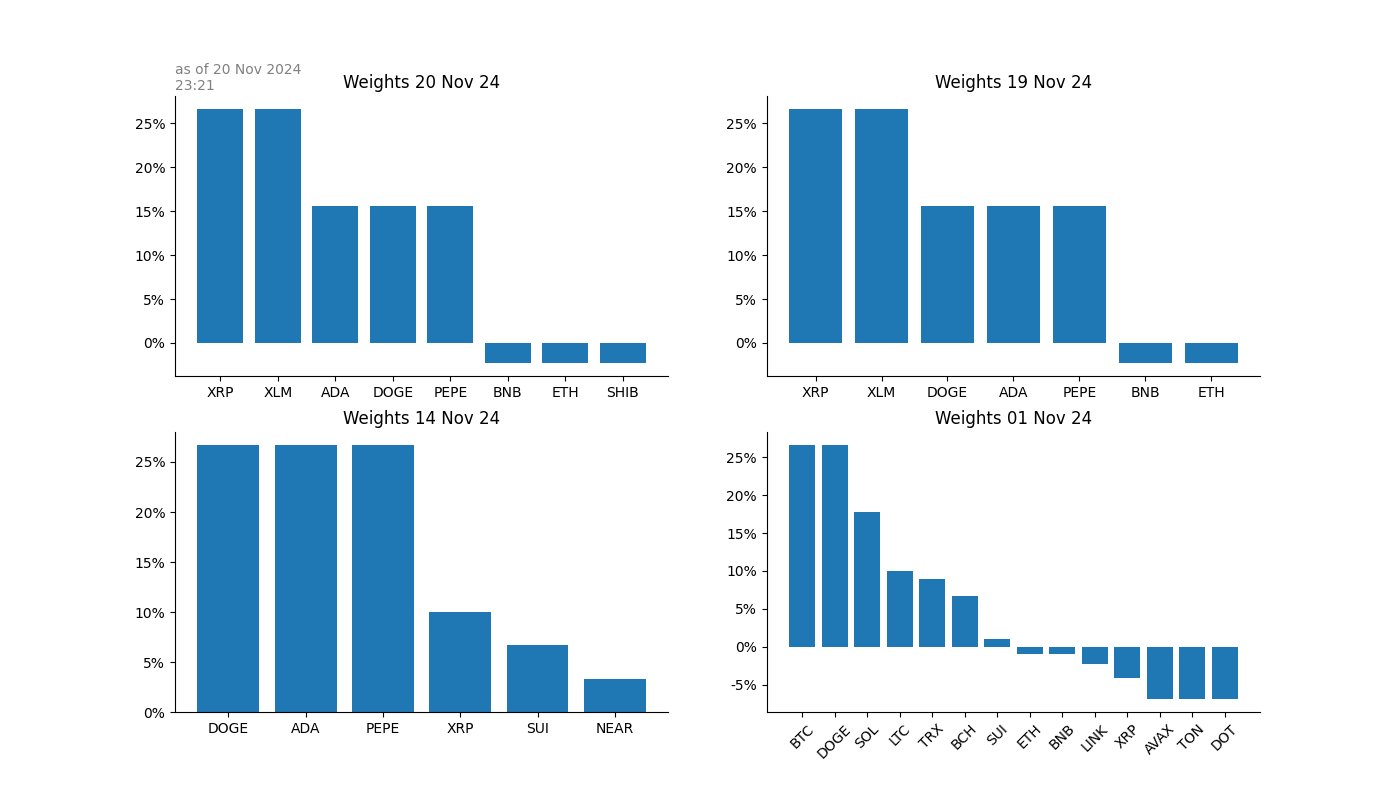 as of 20 Nov 2024
23:21
Weights 20 Nov 24
25%
20%
15%
10%
5%
0%
XRP XLM ADA DOGE PEPE BNB ETH SHIB
Weights 19 Nov 24
25%
20%
15%
10%
5%
0%
XRP XLM DOGE ADA PEPE BNB ETH
Weights 14 Nov 24
25%
20%
15%
10%
5%
0%
DOGE ADA PEPE XRP SUI NEAR
Weights 01 Nov 24
25%
20%
15%
10%
5%
0%
-5%
BTC DOGE SOL LTC TRX BCH SUI ETH BNB LINK XRP AVAX TON DOT